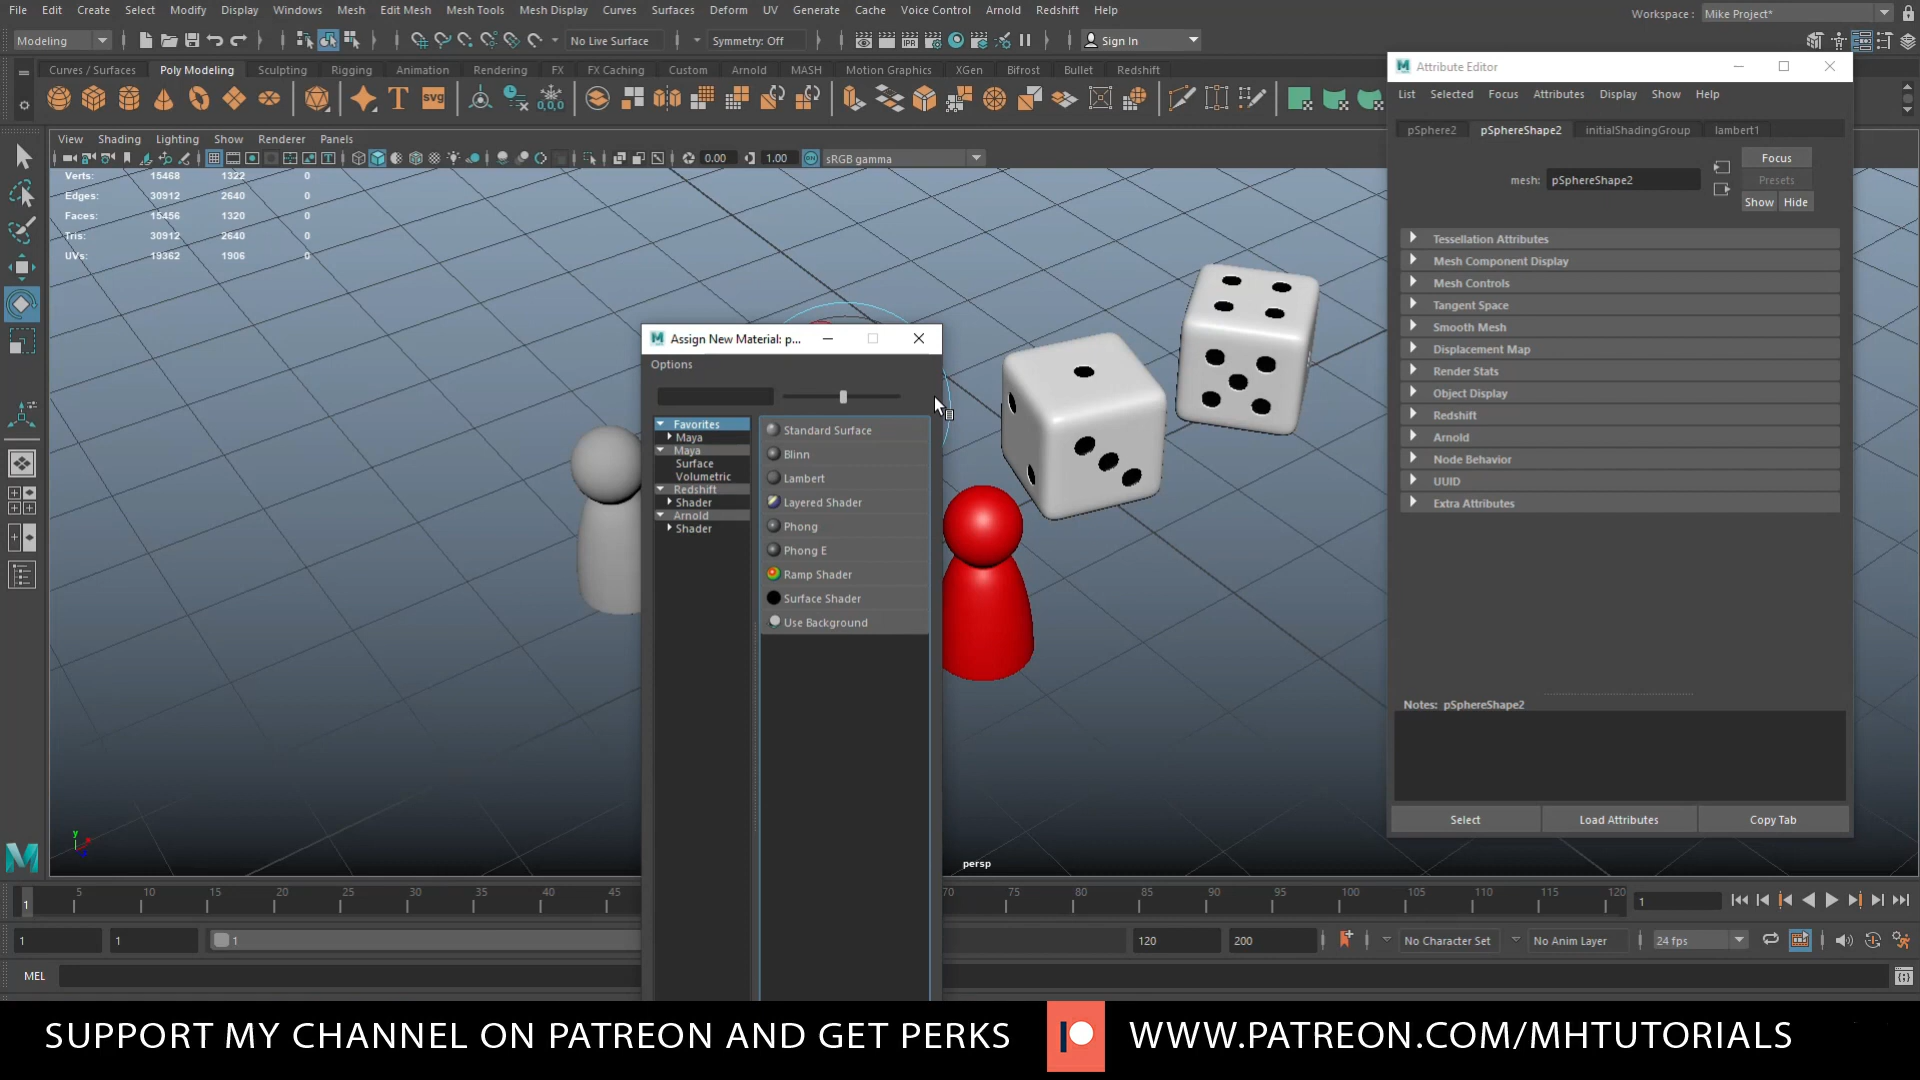 File Edit Create Select Modify Display Windows Mesh Edit Mesh Mesh Tools Mesh Display Curves Surfaces Deform UV Generate Cache Voice Control Arnold Redshift Help
Workspace : Mike Project*
Modeling No Live Surface Symmetry: Off Sign In
Curves / Surfaces Poly Modeling Sculpting Rigging Animation Rendering FX FX Caching Custom Arnold MASH Motion Graphics XGen Bifrost Bullet Redshift
SVG
0,0,0
View Shading Lighting Show Renderer Panels
0.00 1.00 sRGB gamma
Verts: 15468 1322 0
Edges: 30912 2640 0
Faces: 15456 1320 0
Tris: 30912 2640 0
UVs: 19362 1906 0
Assign New Material: p...
Options
Favorites
Maya
Maya
Surface
Volumetric
Redshift
Shader
Arnold
Shader
Standard Surface
Blinn
Lambert
Layered Shader
Phong
Phong E
Ramp Shader
Surface Shader
Use Background
Attribute Editor
List Selected Focus Attributes Display Show Help
pSphere2 pSphereShape2 initialShadingGroup lambert1
mesh: pSphereShape2
Focus
Presets
Show Hide
Tessellation Attributes
Mesh Component Display
Mesh Controls
Tangent Space
Smooth Mesh
Displacement Map
Render Stats
Object Display
Redshift
Arnold
Node Behavior
UUID
Extra Attributes
Notes: pSphereShape2
Select Load Attributes Copy Tab
y
persp
5 10 15 20 25 30 35 40 45 70 75 80 85 90 95 100 105 110 115 120
1 1
1 1 1 120 200 No Character Set No Anim Layer 24 fps
MEL
SUPPORT MY CHANNEL ON PATREON AND GET PERKS WWW.PATREON.COM/MHTUTORIALS